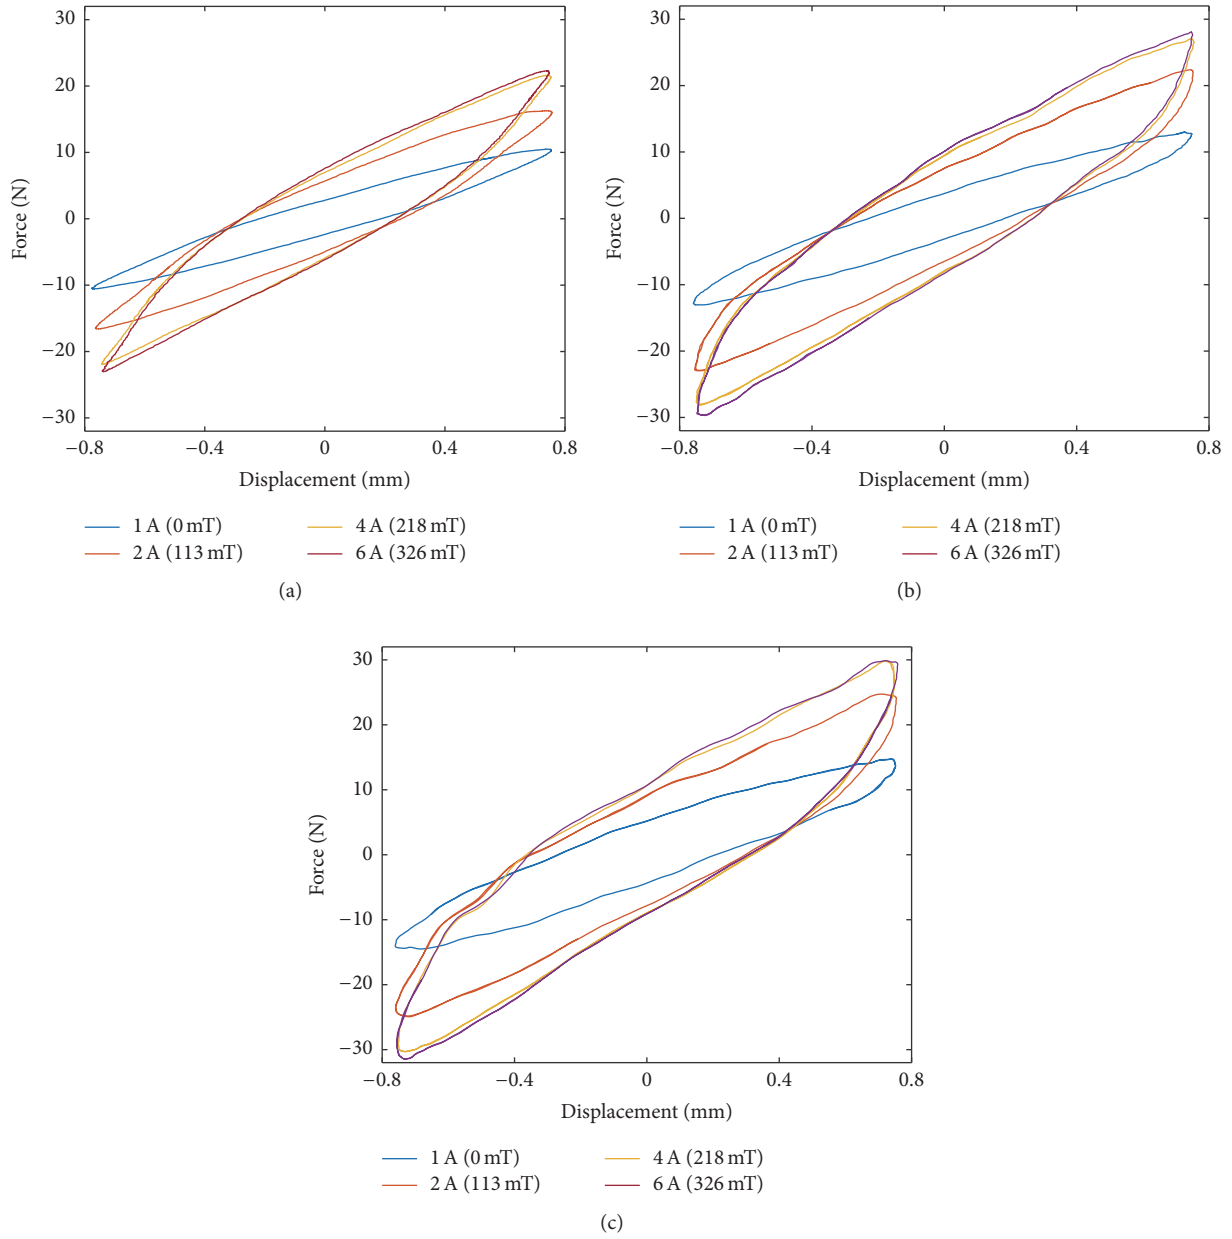 30
20
10
0
−10
−20
−30
Force (N)
−0.8 −0.4 0 0.4 0.8
Displacement (mm)
1 A (0 mT) 4 A (218 mT)
2 A (113 mT) 6 A (326 mT)
(a)
30
20
10
0
−10
−20
−30
Force (N)
−0.8 −0.4 0 0.4 0.8
Displacement (mm)
1 A (0 mT) 4 A (218 mT)
2 A (113 mT) 6 A (326 mT)
(b)
30
20
10
0
−10
−20
−30
Force (N)
−0.8 −0.4 0 0.4 0.8
Displacement (mm)
1 A (0 mT) 4 A (218 mT)
2 A (113 mT) 6 A (326 mT)
(c)